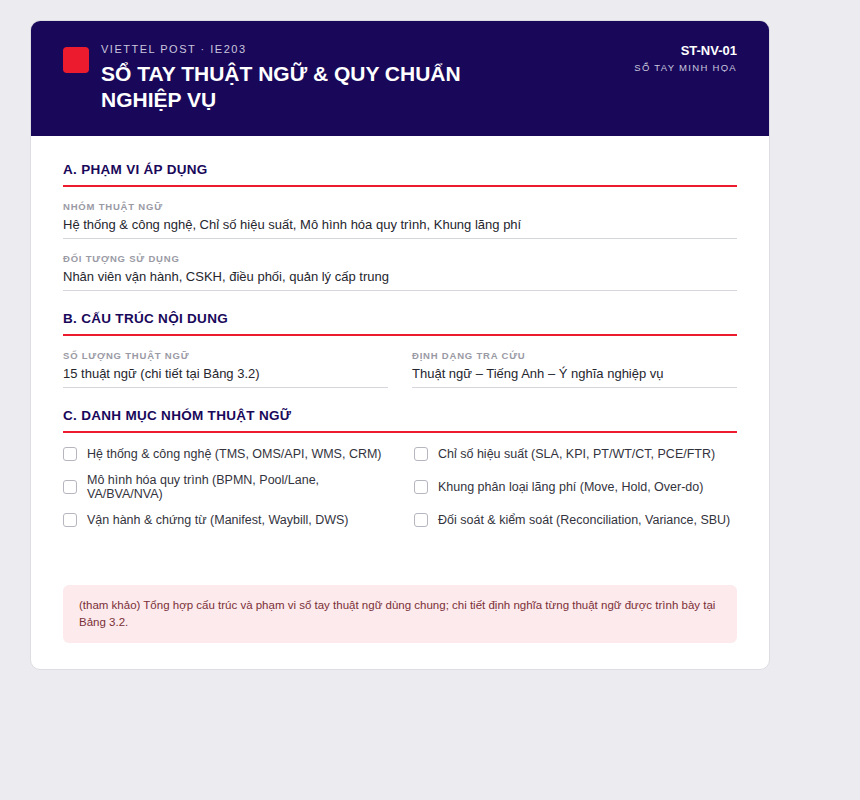 VIETTEL POST · IE203
SỔ TAY THUẬT NGỮ & QUY CHUẨN
NGHIỆP VỤ
ST-NV-01
SỔ TAY MINH HỌA
A. PHẠM VI ÁP DỤNG
NHÓM THUẬT NGỮ
Hệ thống & công nghệ, Chỉ số hiệu suất, Mô hình hóa quy trình, Khung lãng phí
ĐỐI TƯỢNG SỬ DỤNG
Nhân viên vận hành, CSKH, điều phối, quản lý cấp trung
B. CẤU TRÚC NỘI DUNG
SỐ LƯỢNG THUẬT NGỮ
15 thuật ngữ (chi tiết tại Bảng 3.2)
ĐỊNH DẠNG TRA CỨU
Thuật ngữ – Tiếng Anh – Ý nghĩa nghiệp vụ
C. DANH MỤC NHÓM THUẬT NGỮ
Hệ thống & công nghệ (TMS, OMS/API, WMS, CRM)
Chỉ số hiệu suất (SLA, KPI, PT/WT/CT, PCE/FTR)
Mô hình hóa quy trình (BPMN, Pool/Lane,
VA/BVA/NVA)
Khung phân loại lãng phí (Move, Hold, Over-do)
Vận hành & chứng từ (Manifest, Waybill, DWS)
Đối soát & kiểm soát (Reconciliation, Variance, SBU)
(tham khảo) Tổng hợp cấu trúc và phạm vi sổ tay thuật ngữ dùng chung; chi tiết định nghĩa từng thuật ngữ được trình bày tại
Bảng 3.2.